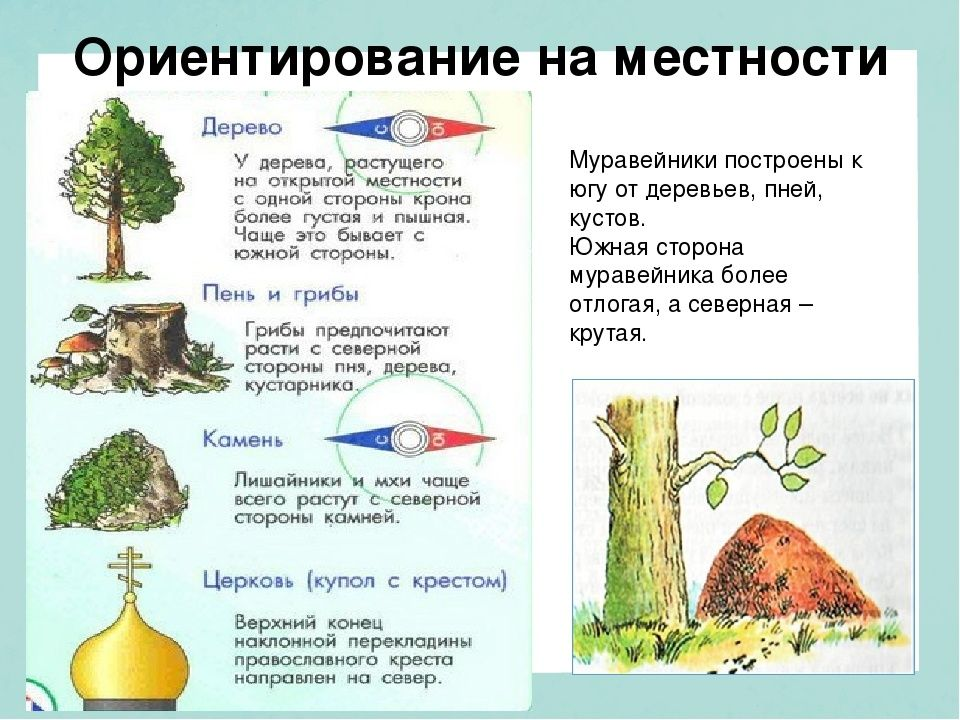 Ориентирование на местности
Дерево
С
Ю
У дерева, растущего
на открытой местности
с одной стороны крона
более густая и пышная.
Чаще это бывает с
южной стороны.
Пень и грибы
Грибы предпочитают
расти с северной
стороны пня, дерева,
кустарника.
Камень
С
Ю
Лишайники и мхи чаще
всего растут с северной
стороны камней.
Церковь (купол с крестом)
Верхний конец
наклонной перекладины
православного креста
направлен на север.
Муравейники построены к
югу от деревьев, пней,
кустов.
Южная сторона
муравейника более
отлогая, а северная –
крутая.